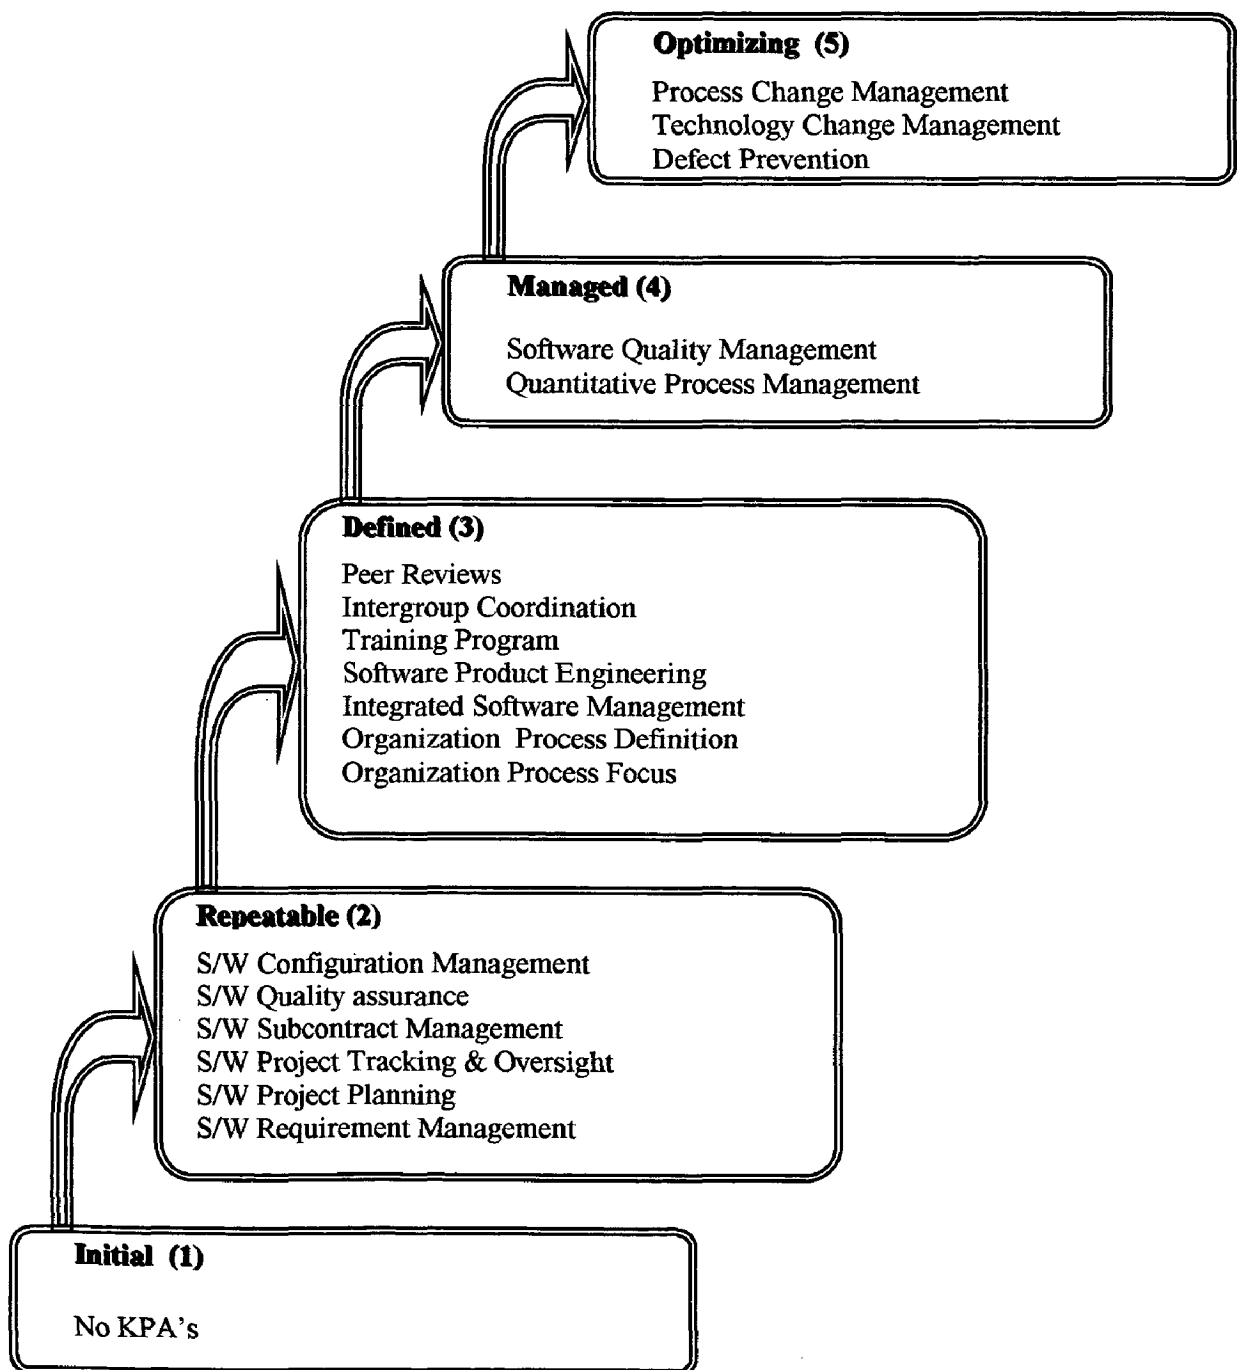 Optimizing (5)
Process Change Management
Technology Change Management
Defect Prevention
Managed (4)
Software Quality Management
Quantitative Process Management
Defined (3)
Peer Reviews
Intergroup Coordination
Training Program
Software Product Engineering
Integrated Software Management
Organization Process Definition
Organization Process Focus
Repeatable (2)
S/W Configuration Management
S/W Quality assurance
S/W Subcontract Management
S/W Project Tracking & Oversight
S/W Project Planning
S/W Requirement Management
Initial (1)
No KPA's